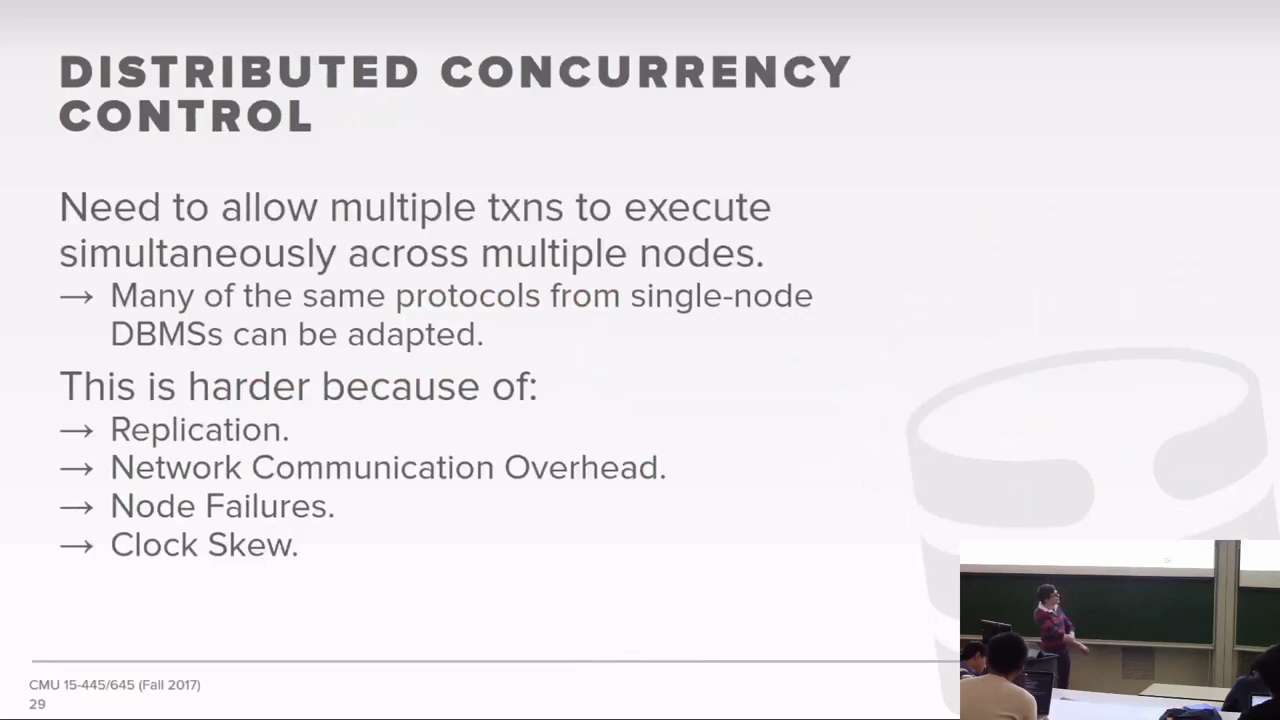 DISTRIBUTED CONCURRENCY
CONTROL
Need to allow multiple txns to execute
simultaneously across multiple nodes.
→ Many of the same protocols from single-node
DBMSs can be adapted.
This is harder because of:
→ Replication.
→ Network Communication Overhead.
→ Node Failures.
→ Clock Skew.
CMU 15-445/645 (Fall 2017)
29